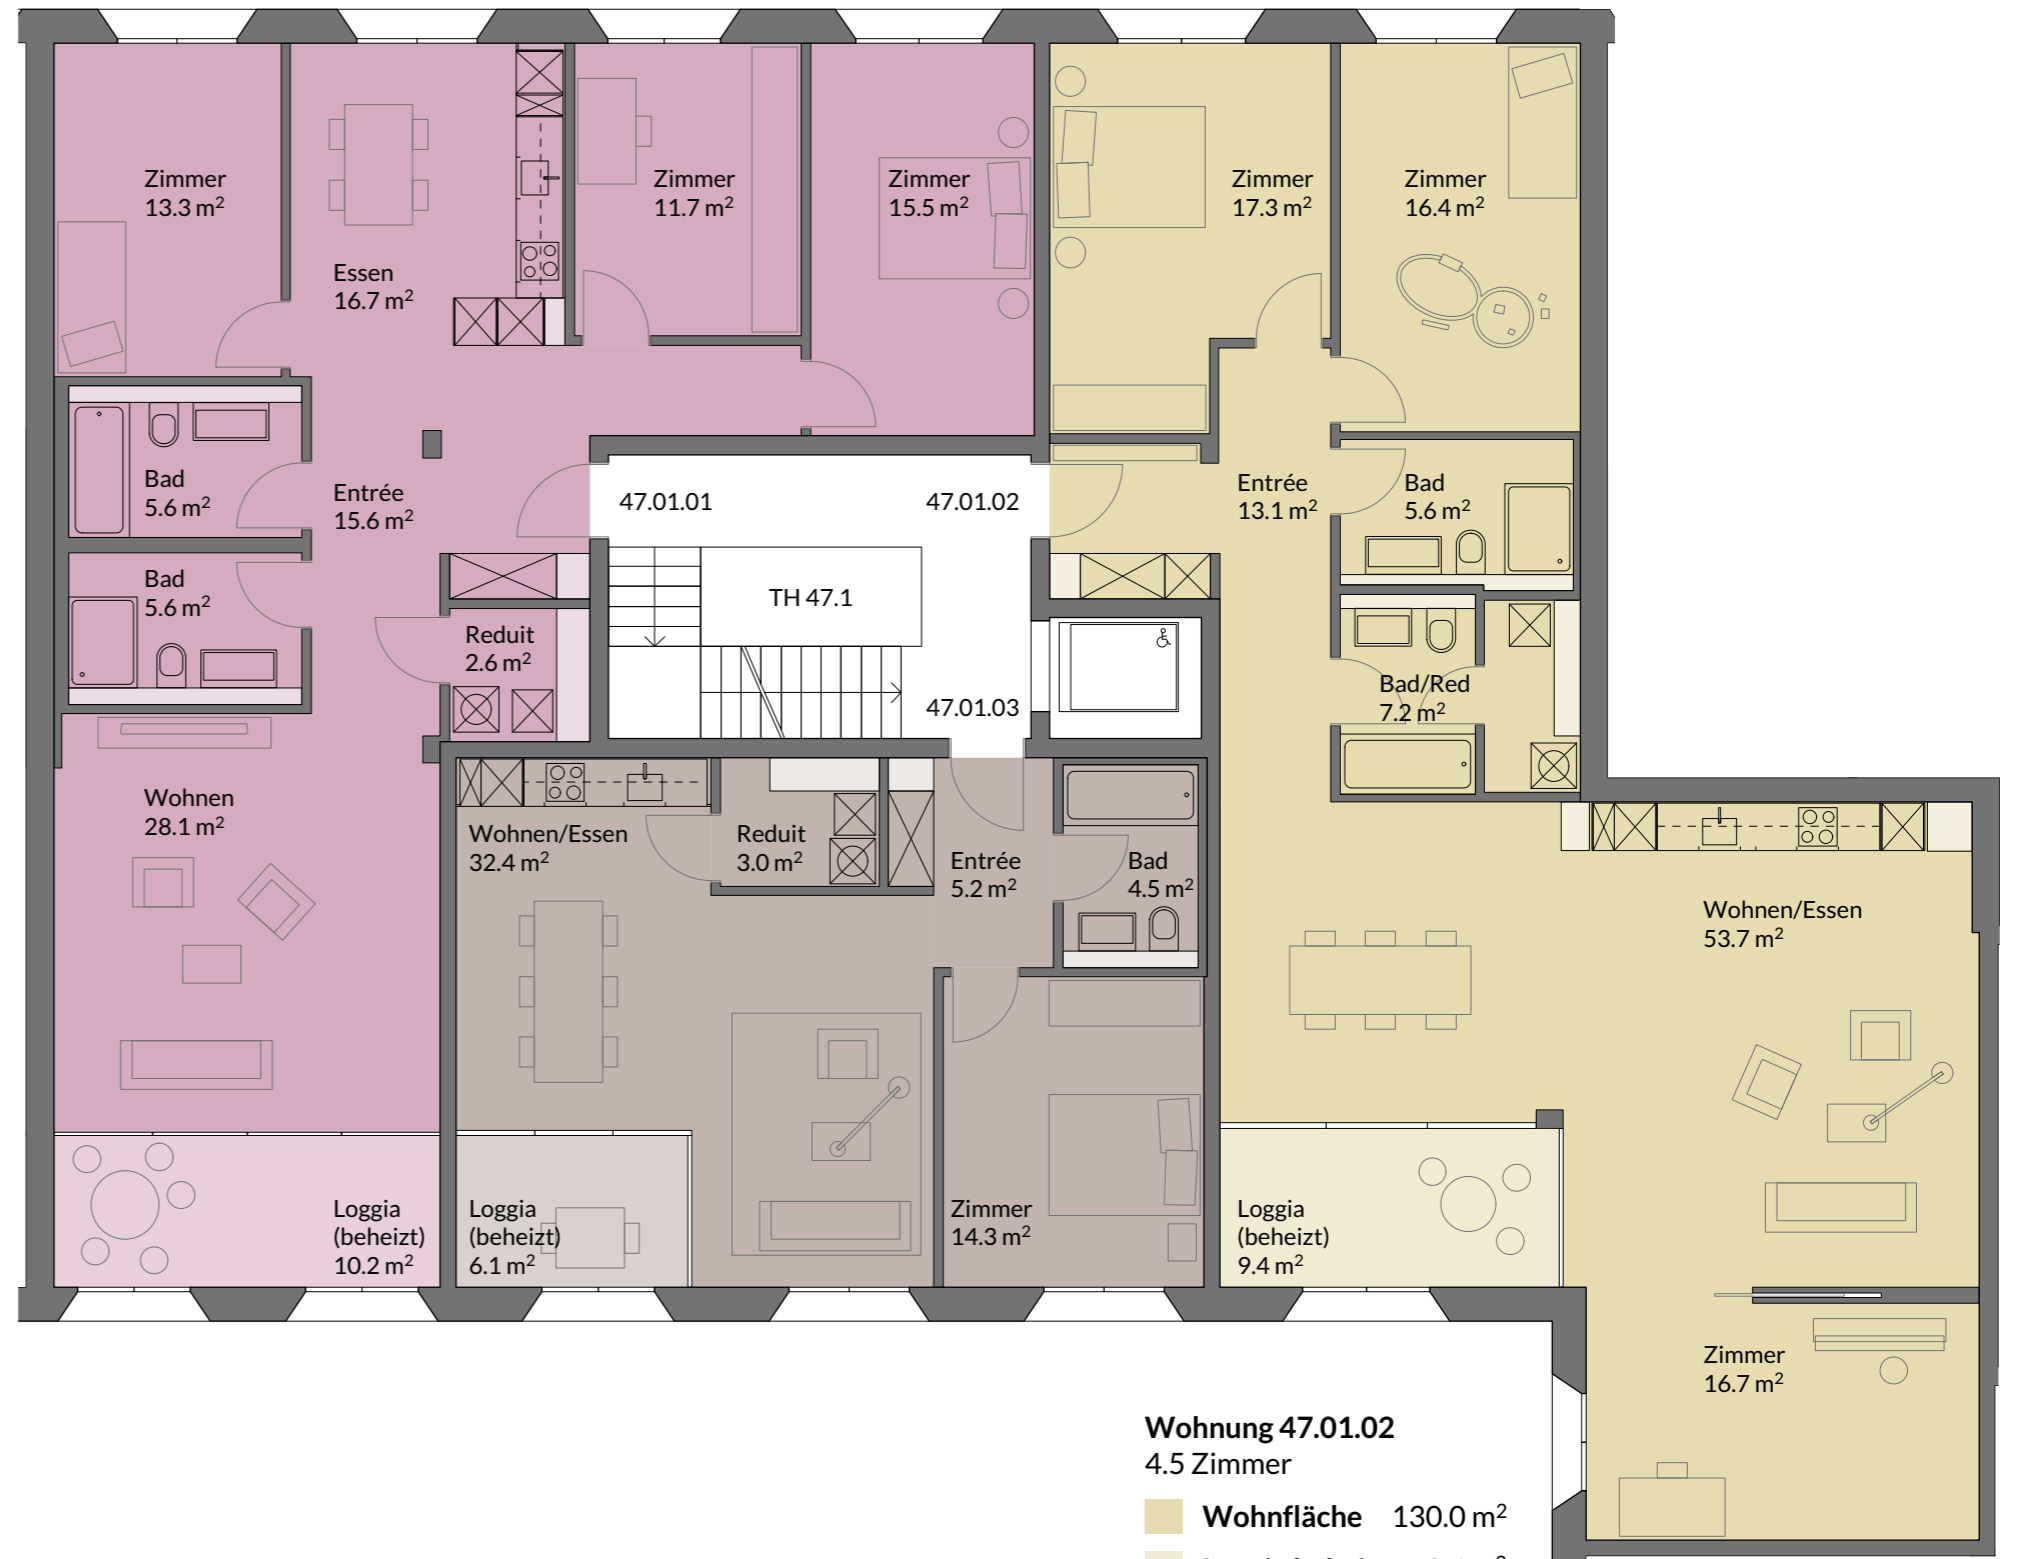 Zimmer
13.3 m²
Essen
16.7 m²
Zimmer
11.7 m²
Zimmer
15.5 m²
Zimmer
17.3 m²
Zimmer
16.4 m²
Bad
5.6 m²
Entrée
15.6 m²
47.01.01
47.01.02
Entrée
13.1 m²
Bad
5.6 m²
Bad
5.6 m²
TH 47.1
Reduit
2.6 m²
47.01.03
Bad/Red
7.2 m²
Wohnen
28.1 m²
Wohnen/Essen
32.4 m²
Reduit
3.0 m²
Entrée
5.2 m²
Bad
4.5 m²
Wohnen/Essen
53.7 m²
Loggia
(beheizt)
10.2 m²
Loggia
(beheizt)
6.1 m²
Zimmer
14.3 m²
Loggia
(beheizt)
9.4 m²
Zimmer
16.7 m²
Wohnung 47.01.02
4.5 Zimmer
Wohnfläche 130.0 m²